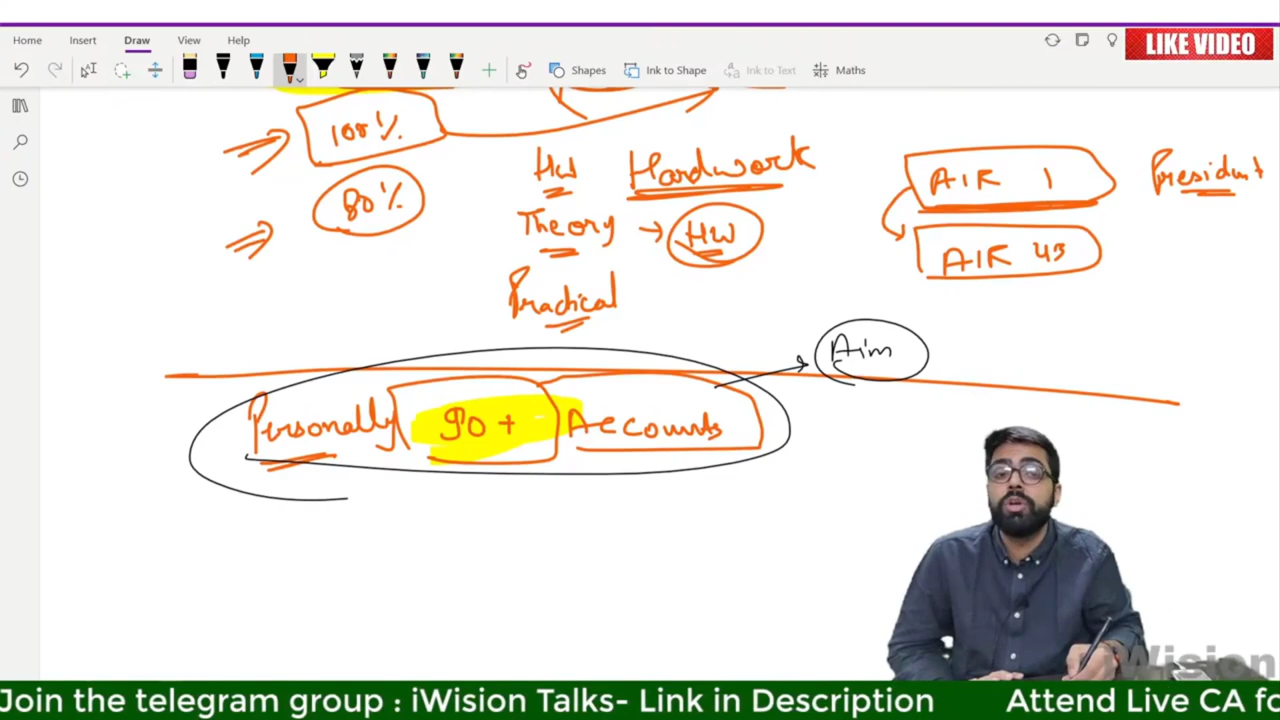 Home Insert Draw View Help
LIKE VIDEO
Shapes Ink to Shape Ink to Text Maths
100%
80%
HW Hardwork
Theory → HW
Practical
AIR 1 President
AIR 43
Aim
Personally 90+ Accounts
iWision
Join the telegram group : iWision Talks- Link in Description Attend Live CA fo